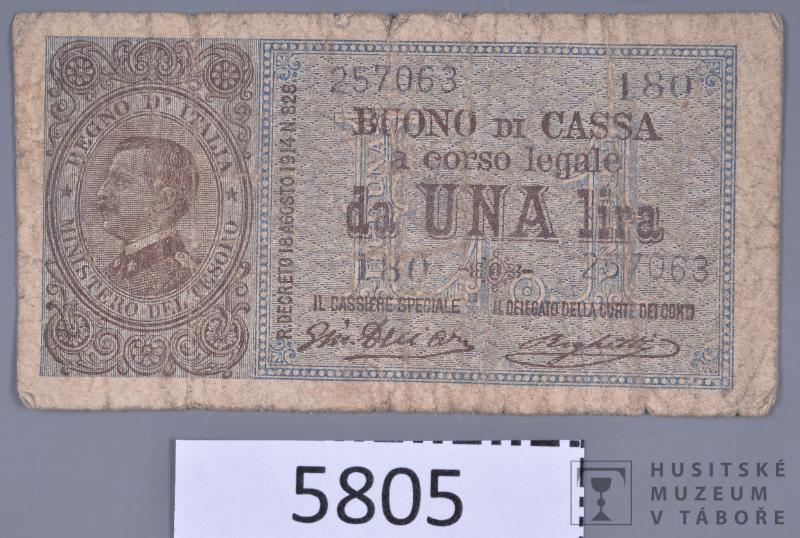 REGNO D'ITALIA
MINISTERO DEL TESORO
R. DECRETO 18 AGOSTO 1914 N. 828
257063 180
BUONO DI CASSA
a corso legale
da UNA lira
180 257063
IL CASSIERE SPECIALE IL DELEGATO DELLA CORTE DEI CONTI
5805
HUSITSKÉ
MUZEUM
V TÁBOŘE